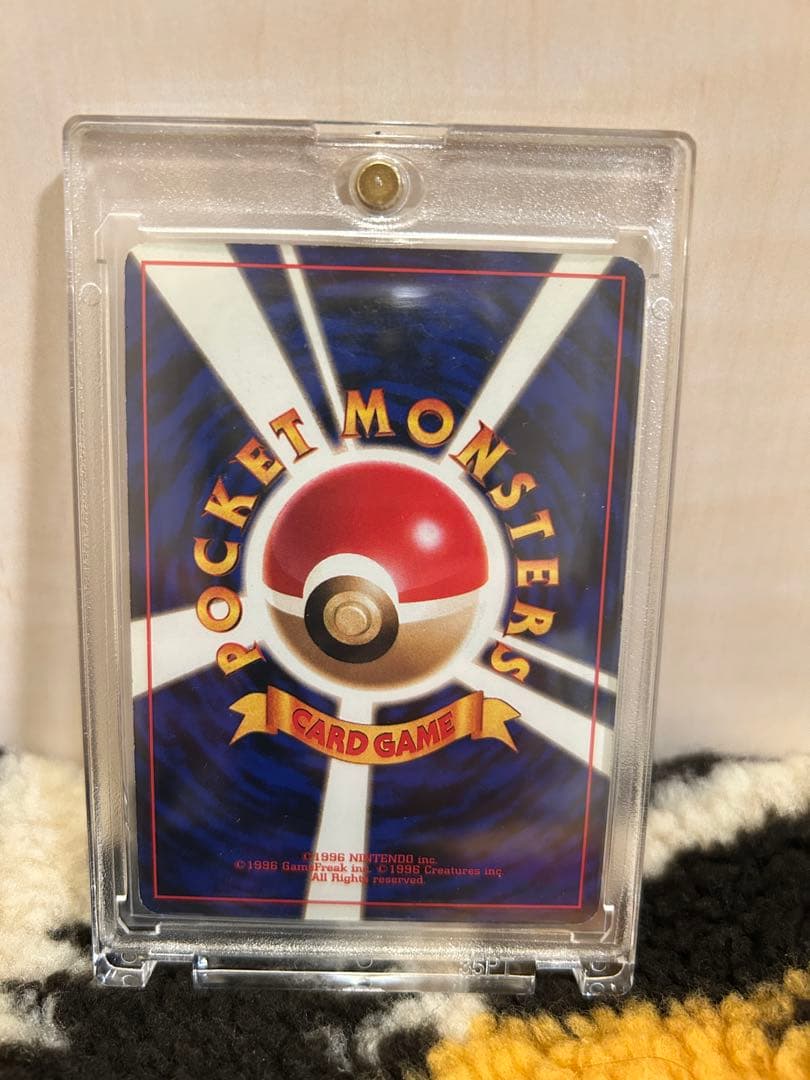 POCKET MONSTERS
CARD GAME
©1996 NINTENDO inc.
©1996 GameFreak inc. ©1996 Creatures inc.
All Rights reserved.
35PT